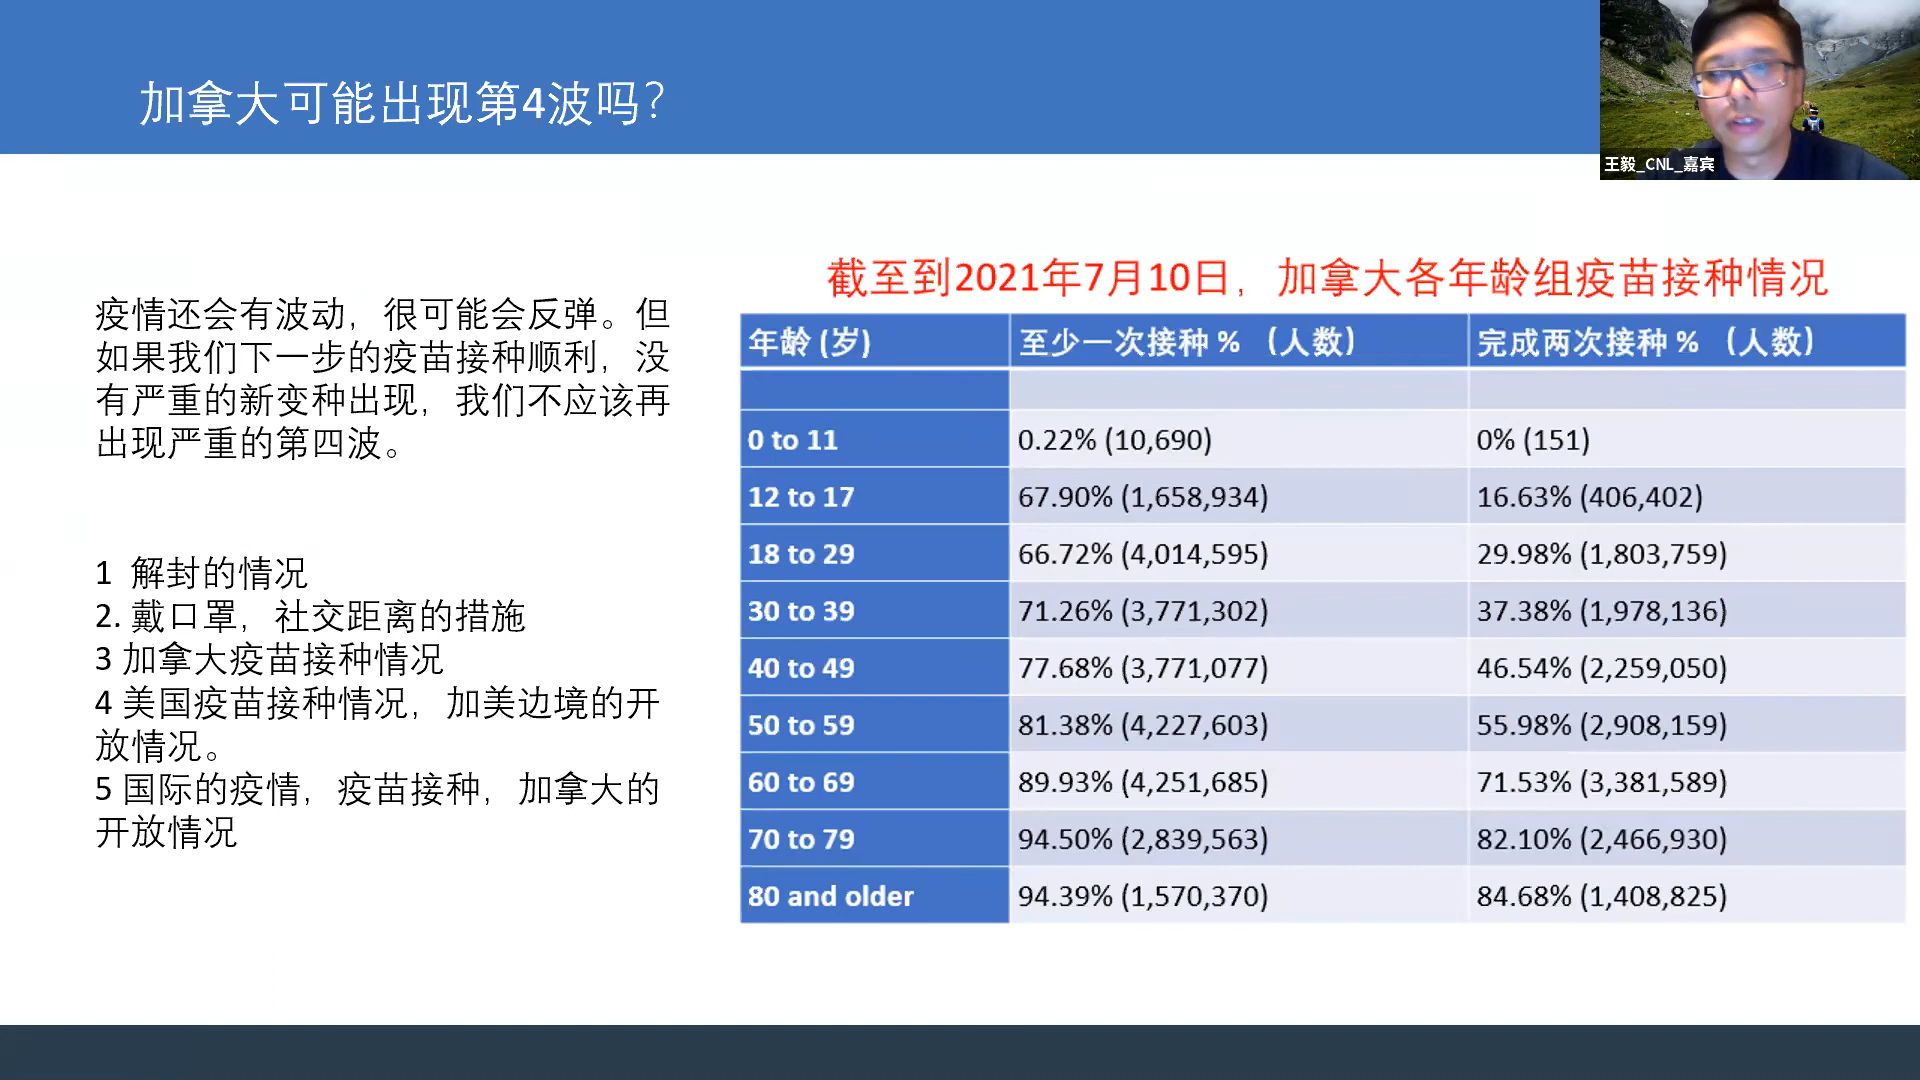 加拿大可能出现第4波吗？
王毅_CNL_嘉宾
疫情还会有波动，很可能会反弹。但
如果我们下一步的疫苗接种顺利，没
有严重的新变种出现，我们不应该再
出现严重的第四波。
1 解封的情况
2. 戴口罩，社交距离的措施
3 加拿大疫苗接种情况
4 美国疫苗接种情况，加美边境的开
放情况。
5 国际的疫情，疫苗接种，加拿大的
开放情况
截至到2021年7月10日，加拿大各年龄组疫苗接种情况
年龄 (岁) 至少一次接种 % （人数） 完成两次接种 % （人数）
0 to 11 0.22% (10,690) 0% (151)
12 to 17 67.90% (1,658,934) 16.63% (406,402)
18 to 29 66.72% (4,014,595) 29.98% (1,803,759)
30 to 39 71.26% (3,771,302) 37.38% (1,978,136)
40 to 49 77.68% (3,771,077) 46.54% (2,259,050)
50 to 59 81.38% (4,227,603) 55.98% (2,908,159)
60 to 69 89.93% (4,251,685) 71.53% (3,381,589)
70 to 79 94.50% (2,839,563) 82.10% (2,466,930)
80 and older 94.39% (1,570,370) 84.68% (1,408,825)